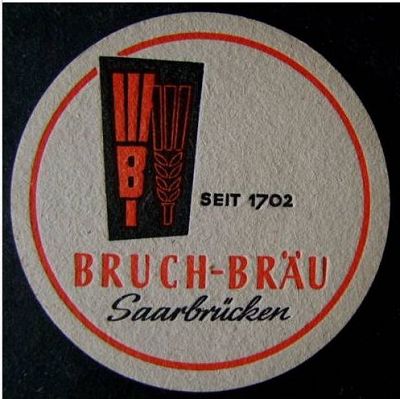 B
SEIT 1702
BRUCH-BRÄU
Saarbrücken